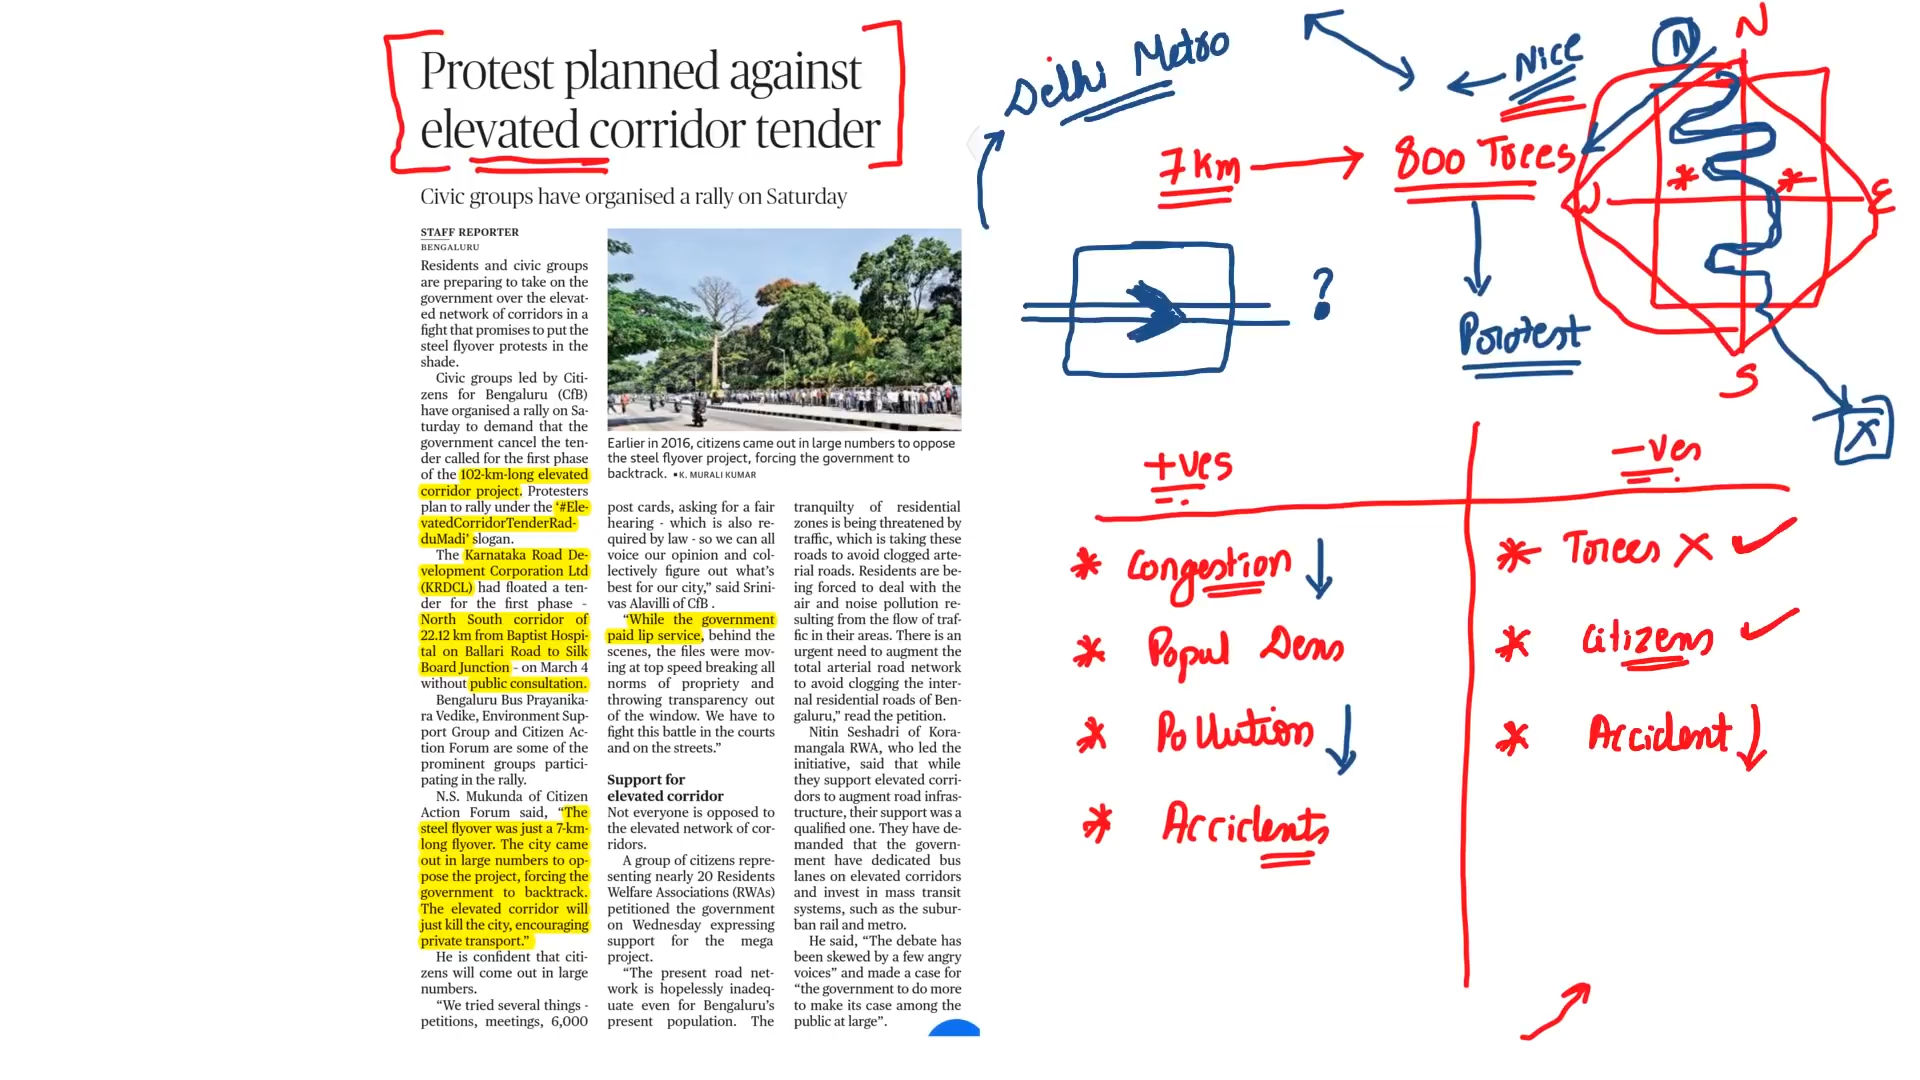 Protest planned against
elevated corridor tender
Civic groups have organised a rally on Saturday
STAFF REPORTER
BENGALURU
Residents and civic groups
are preparing to take on the
government over the elevat-
ed network of corridors in a
fight that promises to put the
steel flyover protests in the
shade.
Civic groups led by Citi-
zens for Bengaluru (CfB)
have organised a rally on Sa-
turday to demand that the
government cancel the ten-
der called for the first phase
of the 102-km-long elevated
corridor project. Protesters
plan to rally under the ‘#Ele-
vatedCorridorTenderRad-
duMadi’ slogan.
The Karnataka Road De-
velopment Corporation Ltd
(KRDCL) had floated a ten-
der for the first phase -
North South corridor of
22.12 km from Baptist Hospi-
tal on Ballari Road to Silk
Board Junction - on March 4
without public consultation.
Bengaluru Bus Prayanika-
ra Vedike, Environment Sup-
port Group and Citizen Ac-
tion Forum are some of the
prominent groups partici-
pating in the rally.
N.S. Mukunda of Citizen
Action Forum said, “The
steel flyover was just a 7-km-
long flyover. The city came
out in large numbers to op-
pose the project, forcing the
government to backtrack.
The elevated corridor will
just kill the city, encouraging
private transport.”
He is confident that citi-
zens will come out in large
numbers.
“We tried several things -
petitions, meetings, 6,000
Earlier in 2016, citizens came out in large numbers to oppose
the steel flyover project, forcing the government to
backtrack. •K. MURALI KUMAR
post cards, asking for a fair
hearing - which is also re-
quired by law - so we can all
voice our opinion and col-
lectively figure out what’s
best for our city,” said Srini-
vas Alavilli of CfB .
“While the government
paid lip service, behind the
scenes, the files were mov-
ing at top speed breaking all
norms of propriety and
throwing transparency out
of the window. We have to
fight this battle in the courts
and on the streets.”
Support for
elevated corridor
Not everyone is opposed to
the elevated network of cor-
ridors.
A group of citizens repre-
senting nearly 20 Residents
Welfare Associations (RWAs)
petitioned the government
on Wednesday expressing
support for the mega
project.
“The present road net-
work is hopelessly inadeq-
uate even for Bengaluru’s
present population. The
tranquility of residential
zones is being threatened by
traffic, which is taking these
roads to avoid clogged arte-
rial roads. Residents are be-
ing forced to deal with the
air and noise pollution re-
sulting from the flow of traf-
fic in their areas. There is an
urgent need to augment the
total arterial road network
to avoid clogging the inter-
nal residential roads of Ben-
galuru,” read the petition.
Nitin Seshadri of Kora-
mangala RWA, who led the
initiative, said that while
they support elevated corri-
dors to augment road infras-
tructure, their support was a
qualified one. They have de-
manded that the govern-
ment have dedicated bus
lanes on elevated corridors
and invest in mass transit
systems, such as the subur-
ban rail and metro.
He said, “The debate has
been skewed by a few angry
voices” and made a case for
“the government to do more
to make its case among the
public at large”.
Delhi Metro
Nice
N
N
7 km → 800 Trees
W
E
?
Protest
S
X
+ves
-ves
* Congestion ↓
* Popul Dens
* Pollution ↓
* Accidents
* Trees X ✓
* Citizens ✓
* Accident ↓